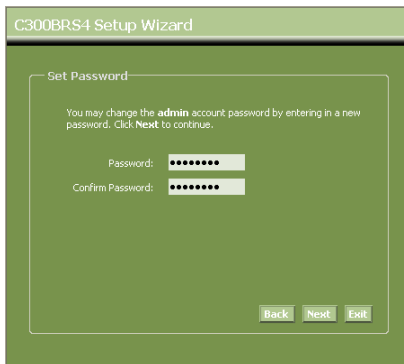 C300BRS4 Setup Wizard
Set Password
You may change the admin account password by entering in a new
password. Click Next to continue.
Password: ••••••••
Confirm Password: ••••••••
Back Next Exit